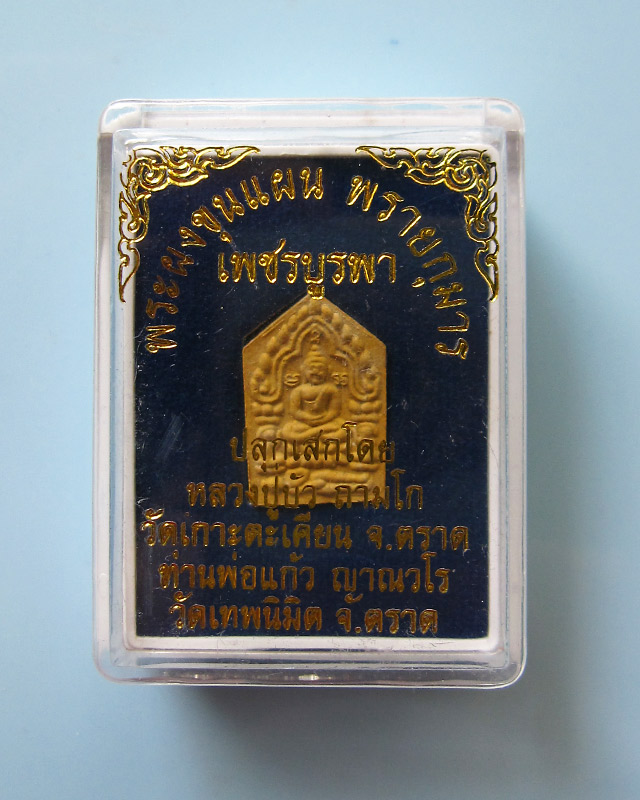 พระผงขุนแผน พรายกุมาร
เพชรบูรพา
ปลุกเสกโดย
หลวงปู่บัว ถามโก
วัดเกาะตะเคียน จ.ตราด
ท่านพ่อแก้ว ญาณวโร
วัดเทพนิมิต จ.ตราด